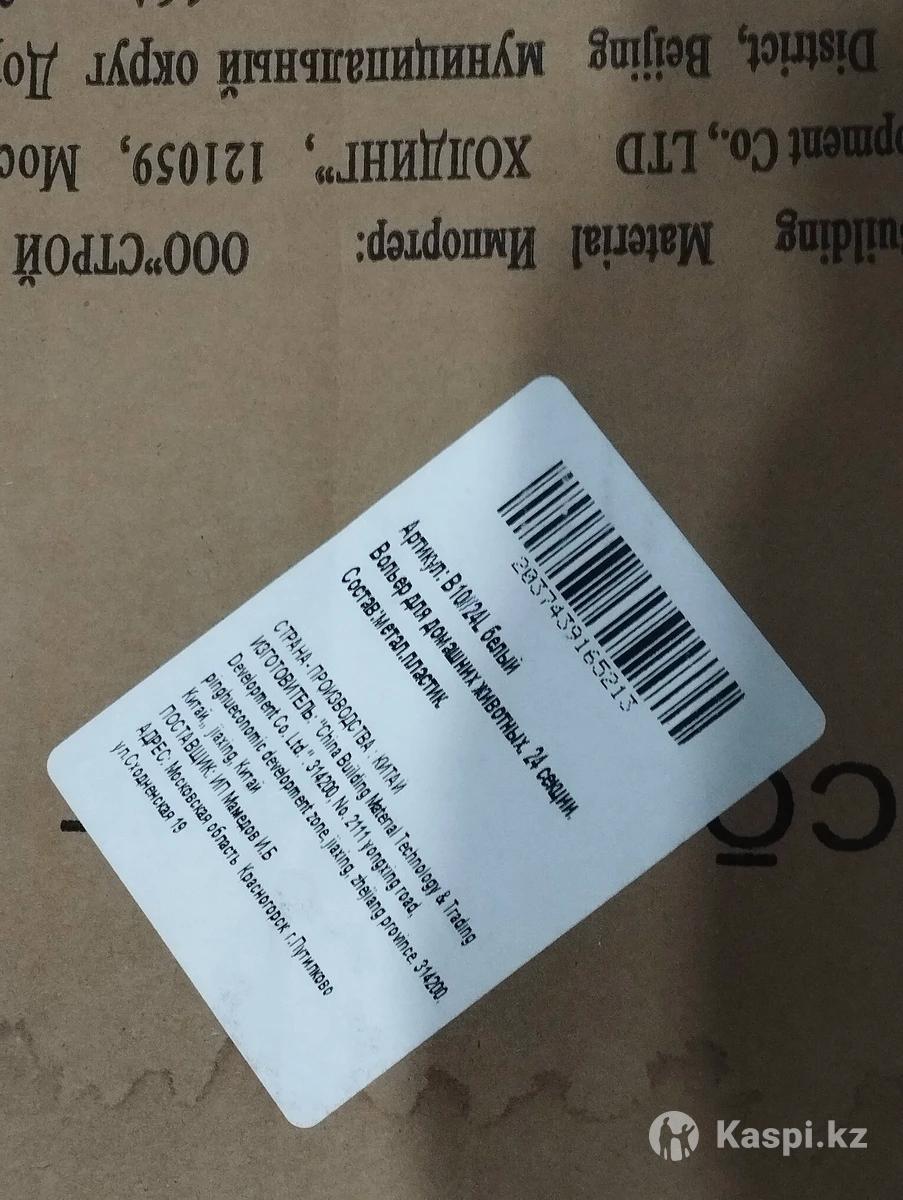 Building Material Импортер: ООО"СТРОЙ
opment Co., LTD ХОЛДИНГ", 121059, Мос
District, Beijing муниципальный округ До
2037439165213
Артикул: B10//24L белый
Вольер для домашних животных, 24 секции.
Состав:метал.пластик.
СТРАНА: ПРОИЗВОДСТВА : КИТАЙ
ИЗГОТОВИТЕЛЬ: "China Building Material Technology & Trading
Development Co. Ltd.". 314200, No. 2111 yongxing road,
pinghueconomic development zone, jiaxing, zhejiang province. 314200.
Китай,, jiaxing, Китай
ПОСТАВЩИК: ИП Мамедов И.Б
АДРЕС: Московская область Красногорск г.Путилково
ул.Сходненская 19
Kaspi.kz